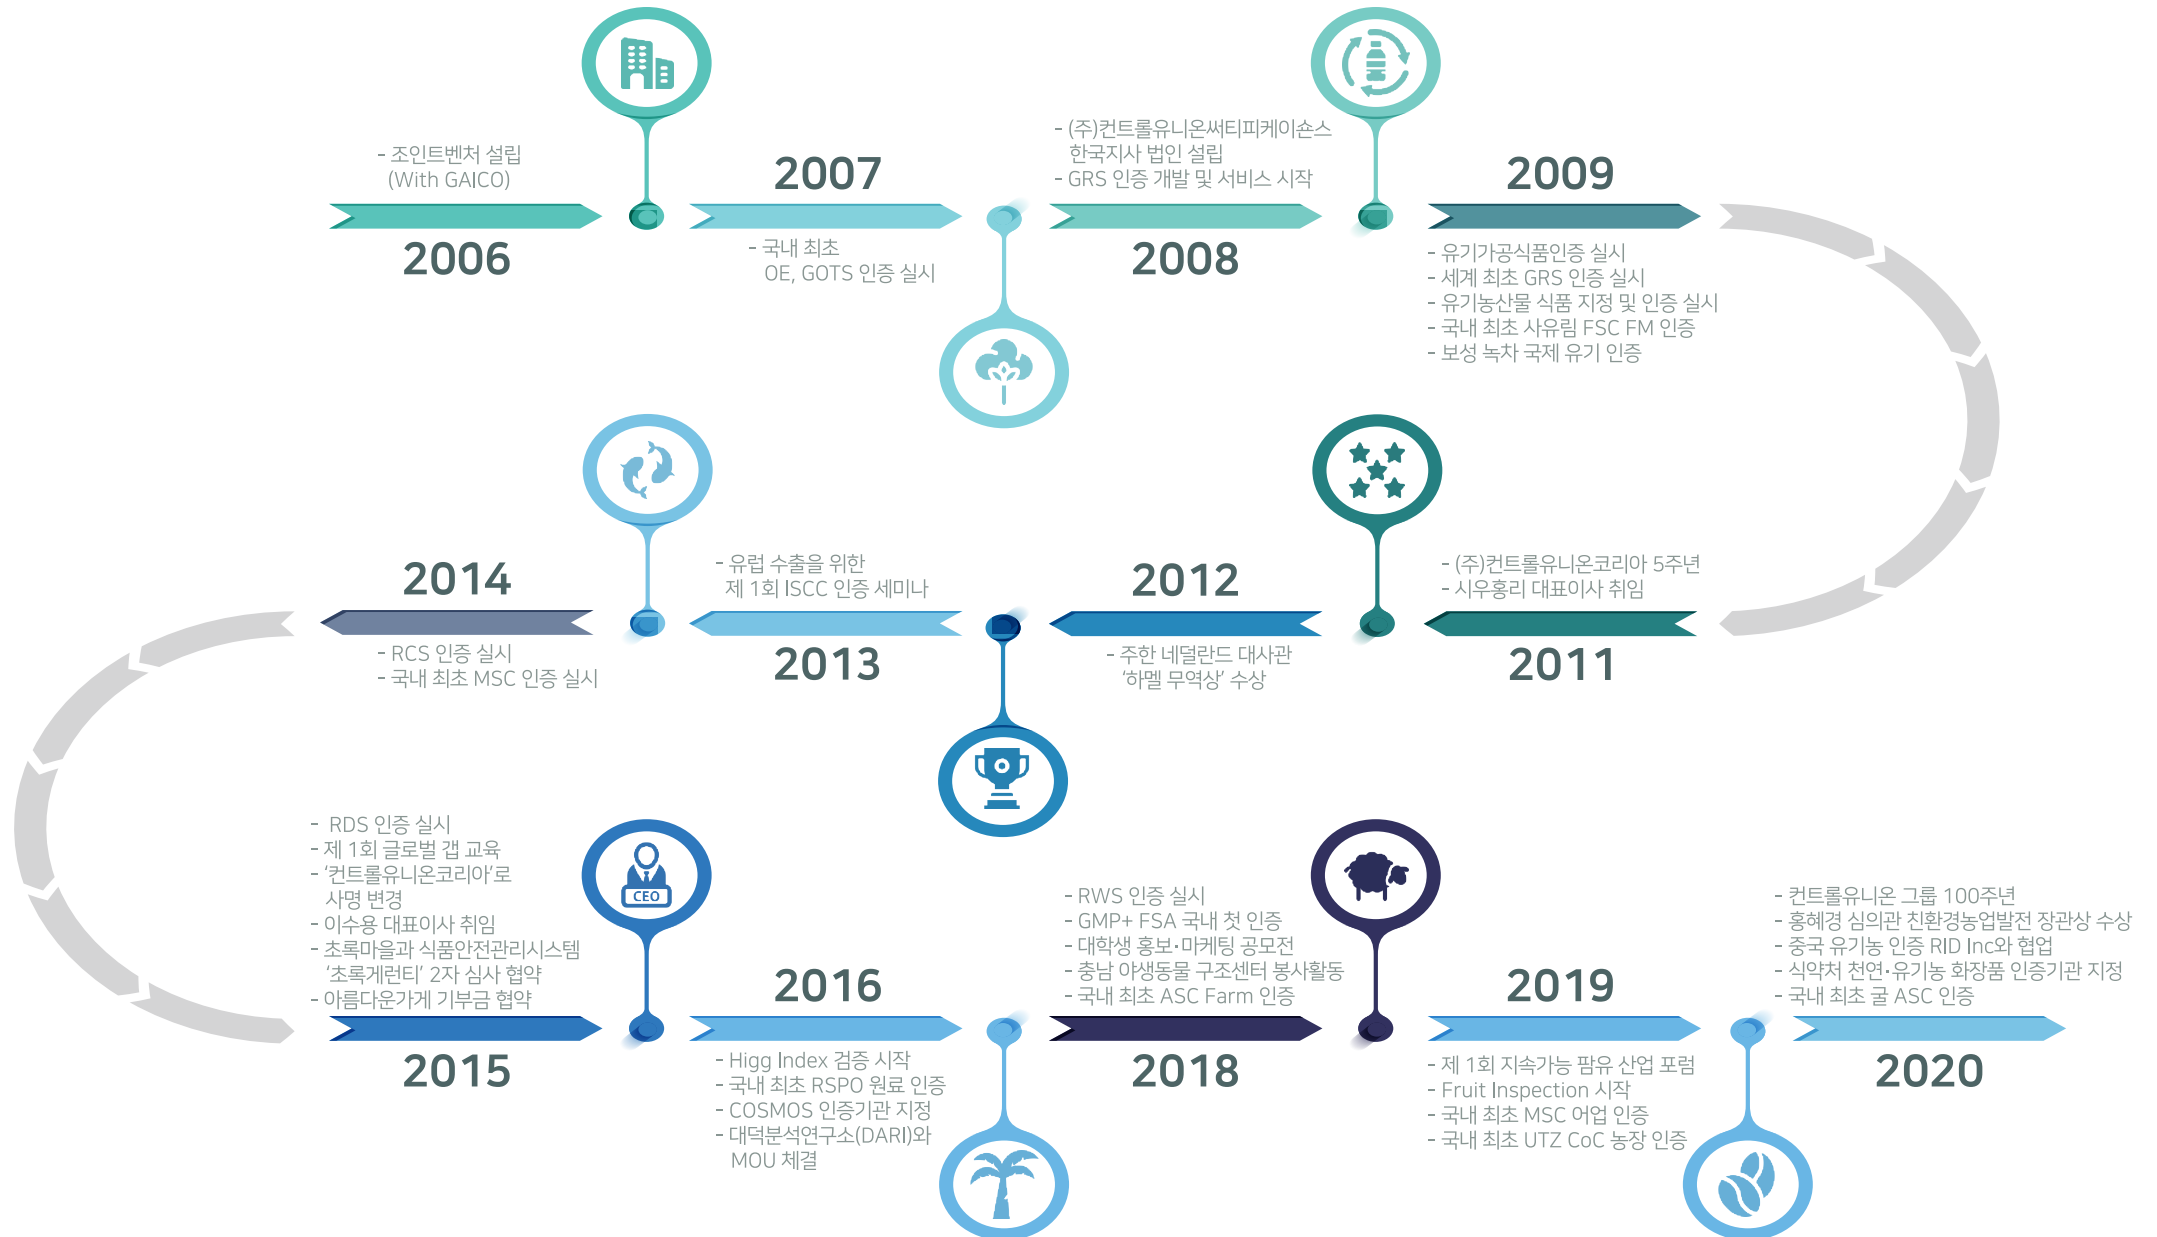 - 조인트벤처 설립
(With GAICO)
2006
2007
- 국내 최초
OE, GOTS 인증 실시
- (주)컨트롤유니온써티피케이숀스
한국지사 법인 설립
- GRS 인증 개발 및 서비스 시작
2008
2009
- 유기가공식품인증 실시
- 세계 최초 GRS 인증 실시
- 유기농산물 식품 지정 및 인증 실시
- 국내 최초 사유림 FSC FM 인증
- 보성 녹차 국제 유기 인증
- (주)컨트롤유니온코리아 5주년
- 시우홍리 대표이사 취임
2011
2012
- 주한 네덜란드 대사관
‘하멜 무역상’ 수상
- 유럽 수출을 위한
제 1회 ISCC 인증 세미나
2013
2014
- RCS 인증 실시
- 국내 최초 MSC 인증 실시
- RDS 인증 실시
- 제 1회 글로벌 갭 교육
- ‘컨트롤유니온코리아’로
사명 변경
- 이수용 대표이사 취임
- 초록마을과 식품안전관리시스템
‘초록게런티’ 2자 심사 협약
- 아름다운가게 기부금 협약
2015
CEO
2016
- Higg Index 검증 시작
- 국내 최초 RSPO 원료 인증
- COSMOS 인증기관 지정
- 대덕분석연구소(DARI)와
MOU 체결
- RWS 인증 실시
- GMP+ FSA 국내 첫 인증
- 대학생 홍보·마케팅 공모전
- 충남 야생동물 구조센터 봉사활동
- 국내 최초 ASC Farm 인증
2018
2019
- 제 1회 지속가능 팜유 산업 포럼
- Fruit Inspection 시작
- 국내 최초 MSC 어업 인증
- 국내 최초 UTZ CoC 농장 인증
- 컨트롤유니온 그룹 100주년
- 홍혜경 심의관 친환경농업발전 장관상 수상
- 중국 유기농 인증 RID Inc와 협업
- 식약처 천연·유기농 화장품 인증기관 지정
- 국내 최초 굴 ASC 인증
2020